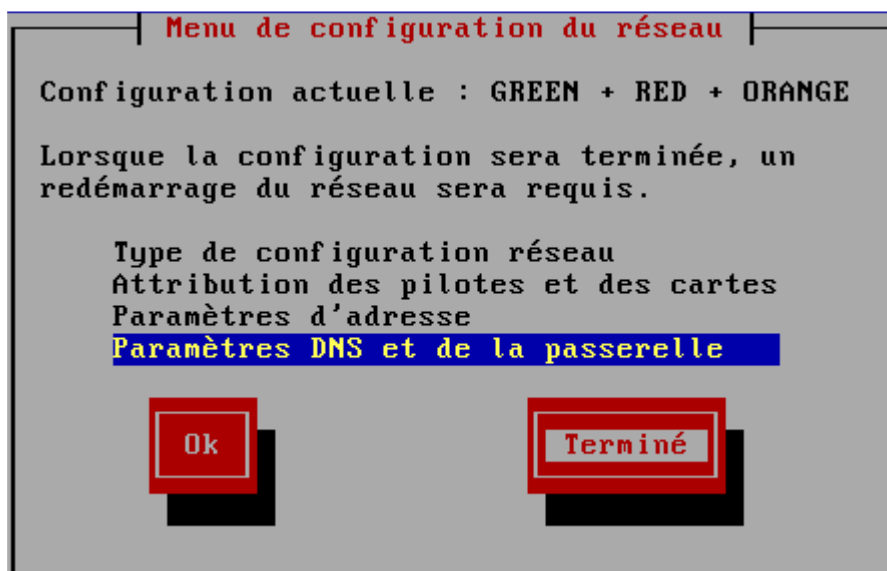 Menu de configuration du réseau
Configuration actuelle : GREEN + RED + ORANGE
Lorsque la configuration sera terminée, un
redémarrage du réseau sera requis.
Type de configuration réseau
Attribution des pilotes et des cartes
Paramètres d'adresse
Paramètres DNS et de la passerelle
Ok
Terminé